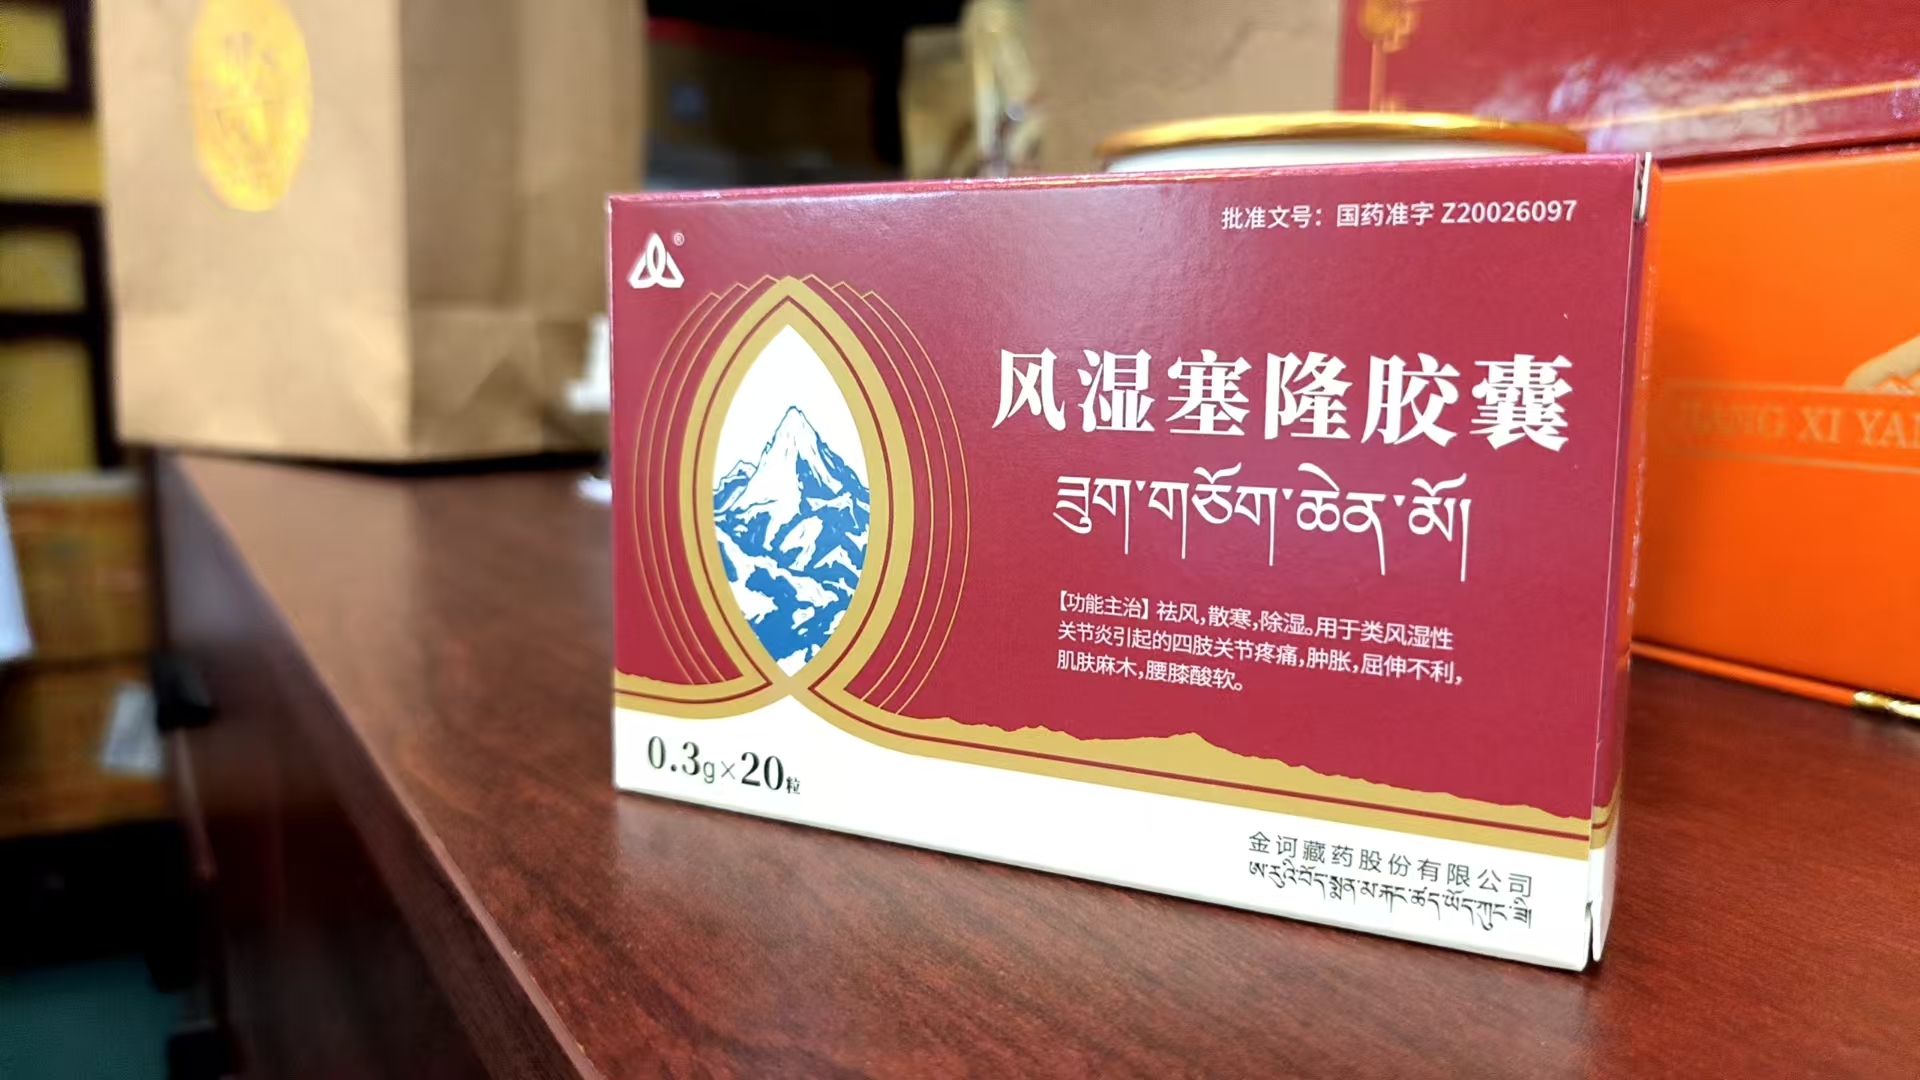 批准文号：国药准字 Z20026097
®
风湿塞隆胶囊
ཟུག་གཅོག་ཆེན་མོ།
【功能主治】祛风，散寒，除湿。用于类风湿性
关节炎引起的四肢关节疼痛，肿胀，屈伸不利，
肌肤麻木，腰膝酸软。
0.3g×20粒
金诃藏药股份有限公司
XI YAN